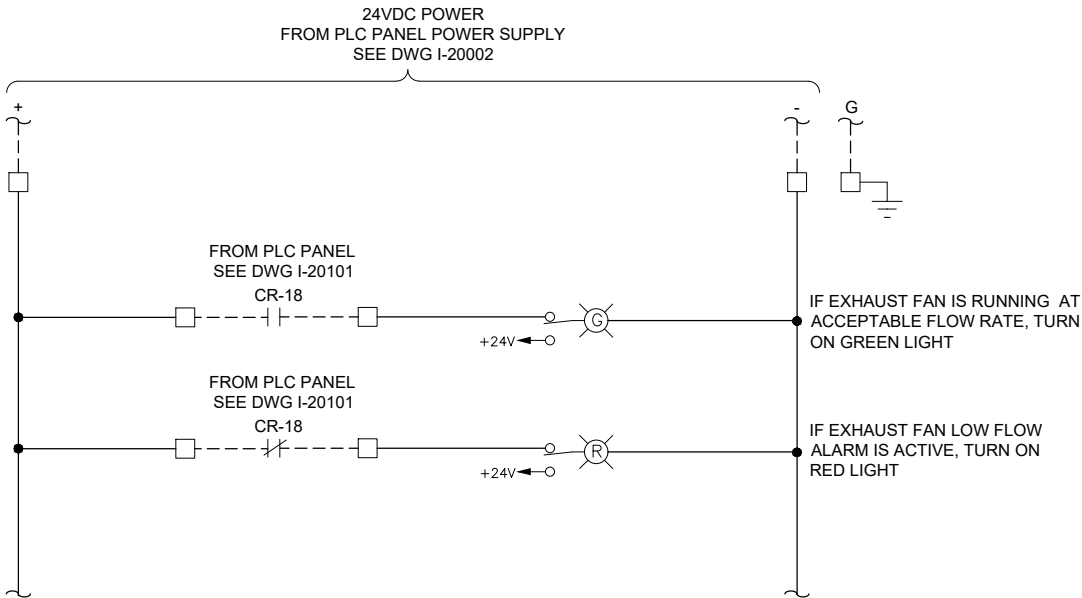 24VDC POWER
FROM PLC PANEL POWER SUPPLY
SEE DWG I-20002
+
-
G
FROM PLC PANEL
SEE DWG I-20101
CR-18
G
+24V
IF EXHAUST FAN IS RUNNING AT
ACCEPTABLE FLOW RATE, TURN
ON GREEN LIGHT
FROM PLC PANEL
SEE DWG I-20101
CR-18
R
+24V
IF EXHAUST FAN LOW FLOW
ALARM IS ACTIVE, TURN ON
RED LIGHT